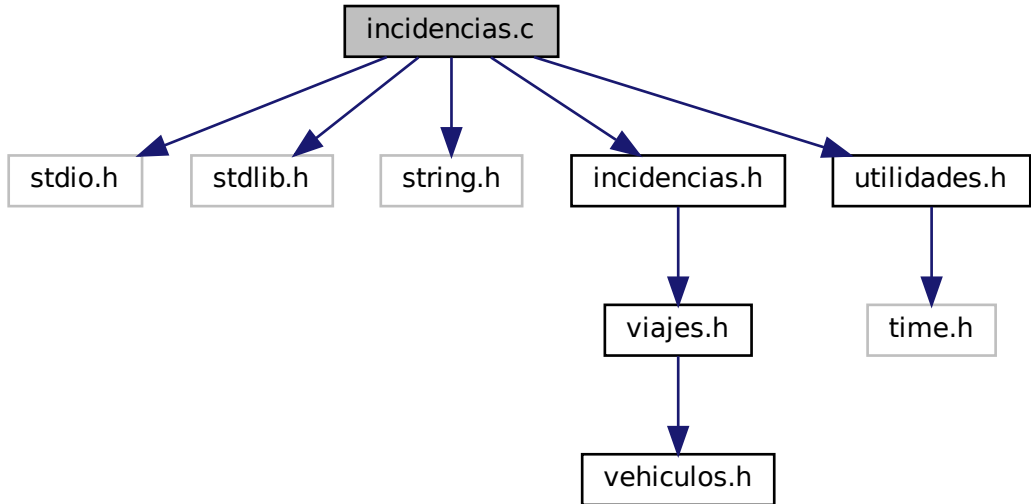 incidencias.c
stdio.h
stdlib.h
string.h
incidencias.h
utilidades.h
viajes.h
time.h
vehiculos.h